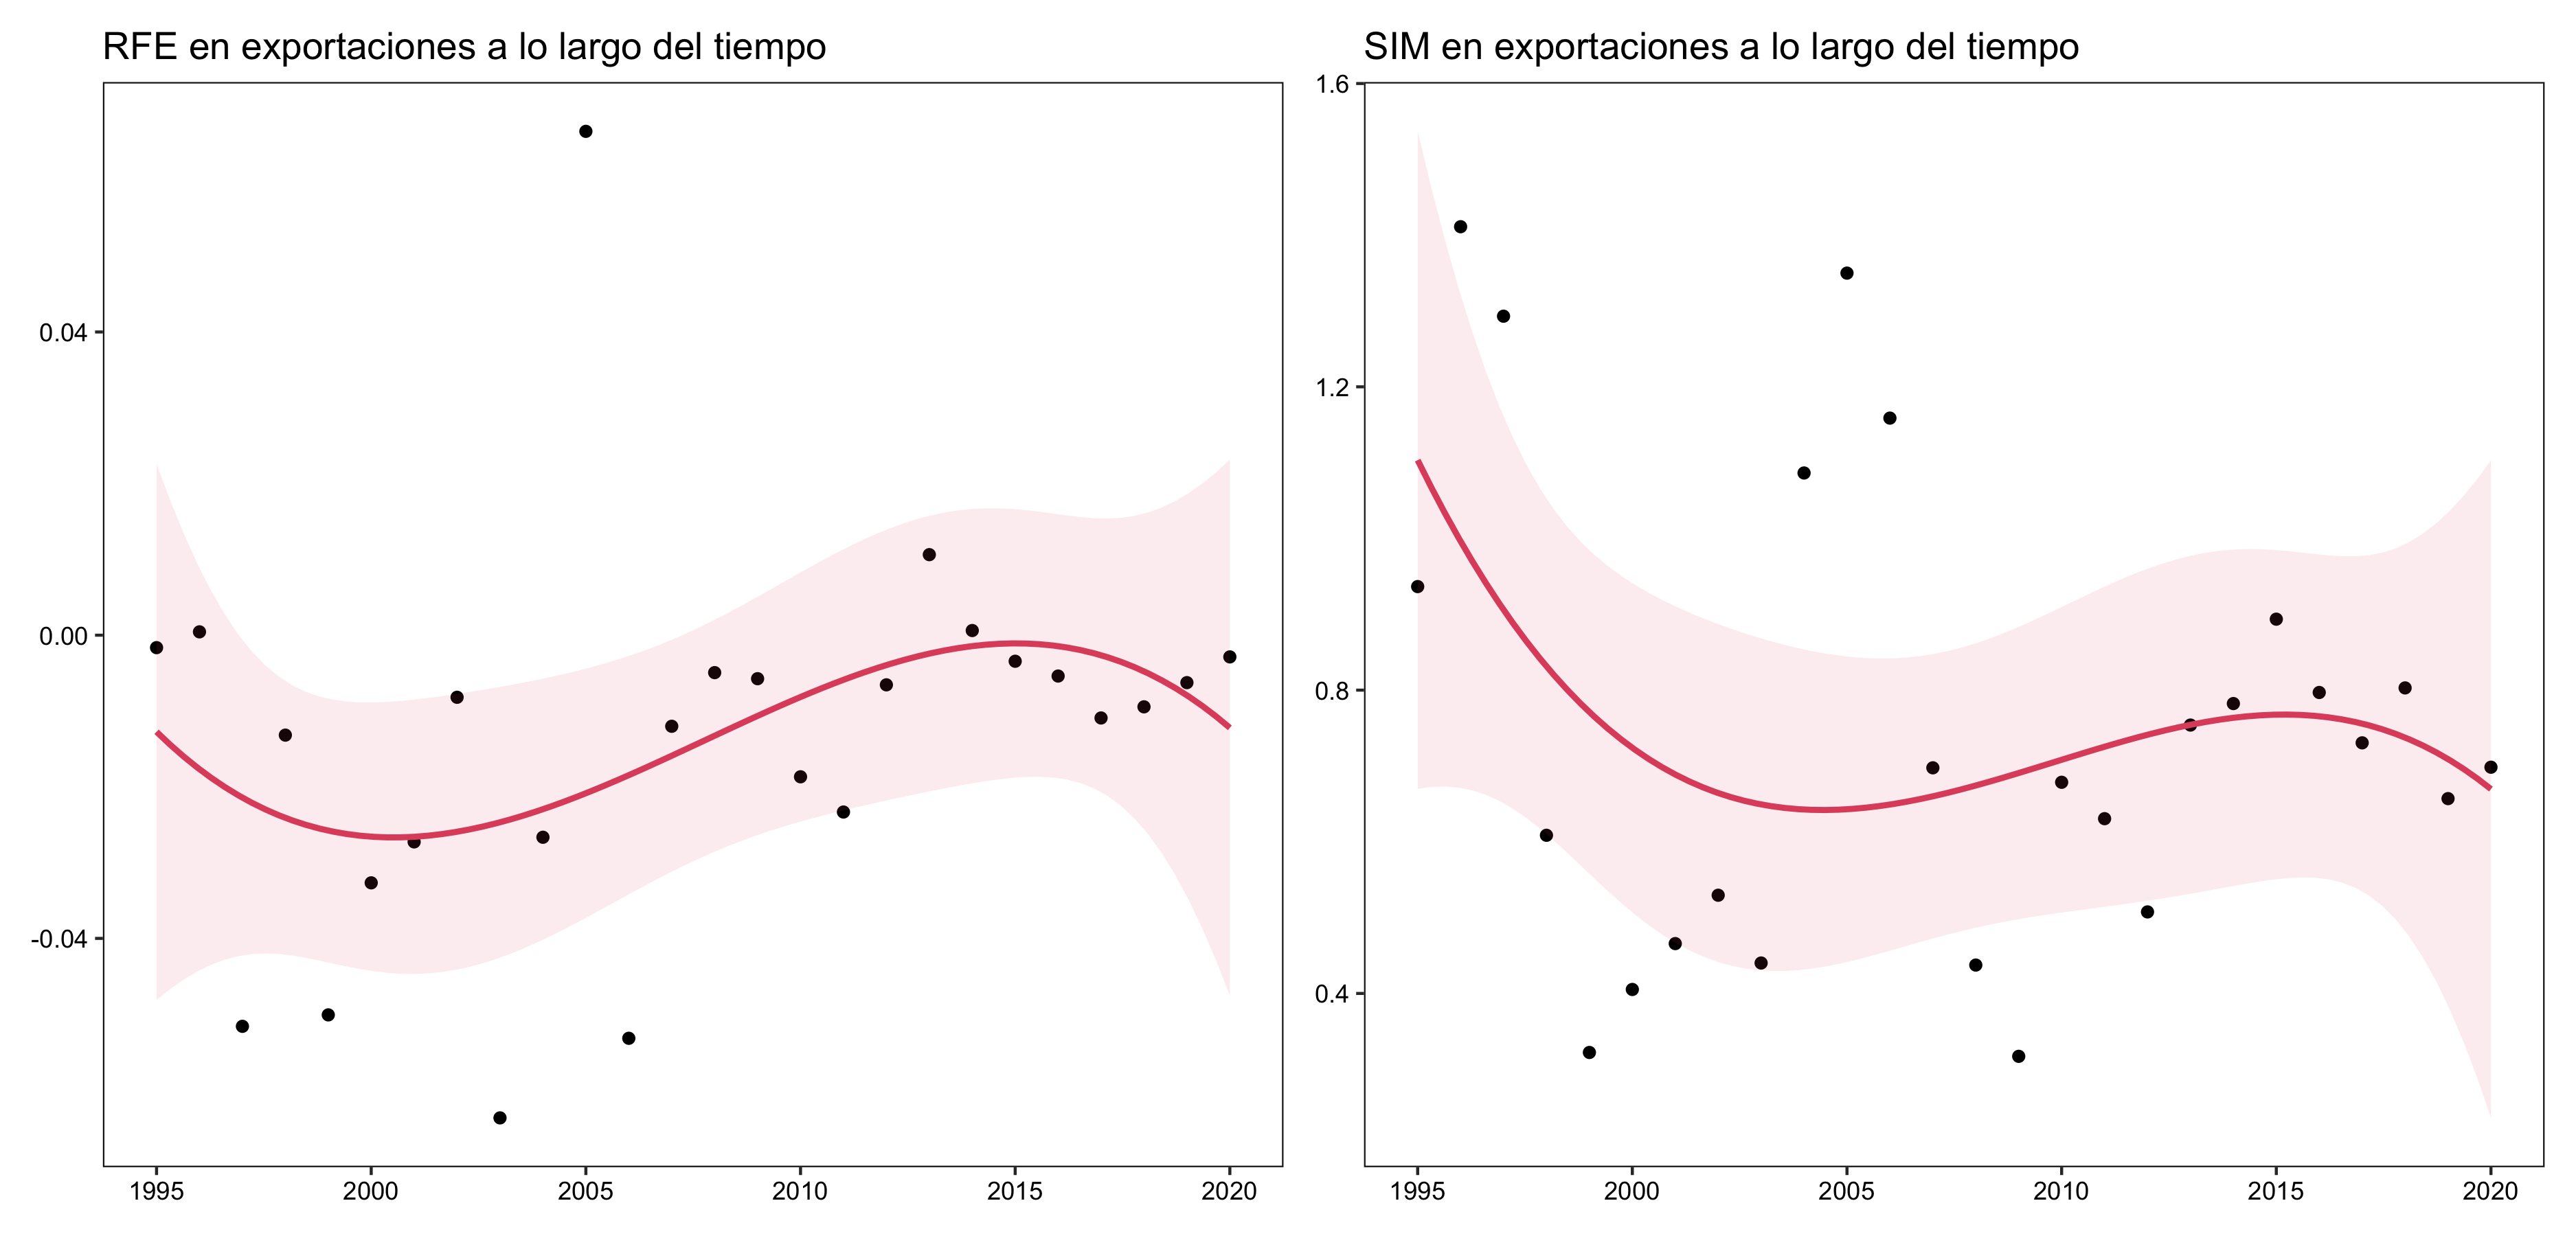 RFE en exportaciones a lo largo del tiempo
0.04
0.00
-0.04
1995 2000 2005 2010 2015 2020
SIM en exportaciones a lo largo del tiempo
1.6
1.2
0.8
0.4
1995 2000 2005 2010 2015 2020